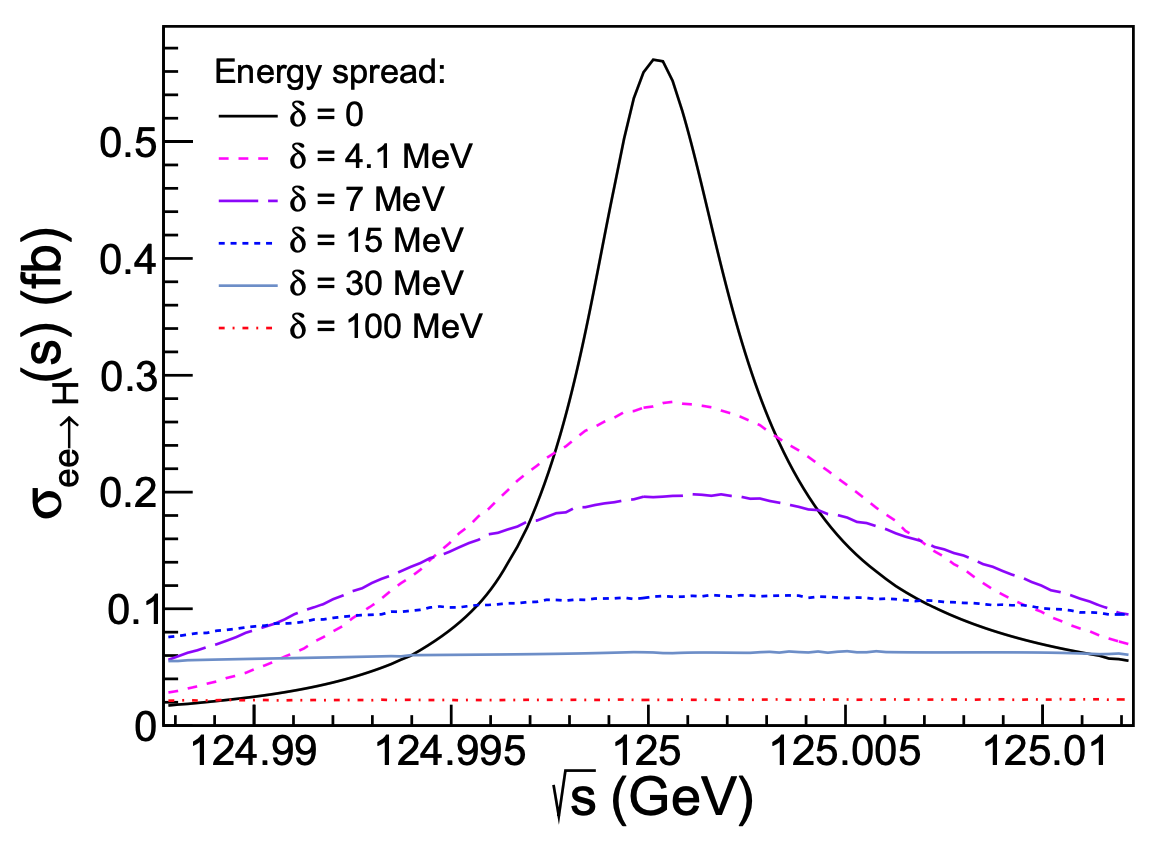 Energy spread:
δ = 0
δ = 4.1 MeV
δ = 7 MeV
δ = 15 MeV
δ = 30 MeV
δ = 100 MeV
σee→H(s) (fb)
0.5
0.4
0.3
0.2
0.1
0
124.99 124.995 125 125.005 125.01
√s (GeV)